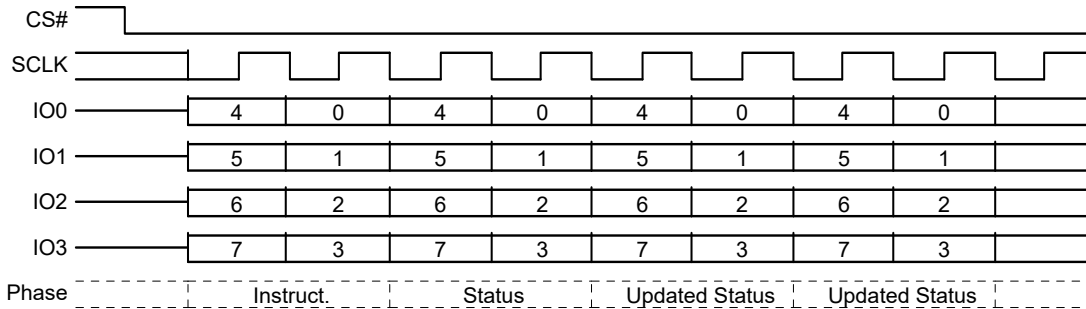 CS#
SCLK
IO0 4 0 4 0 4 0 4 0
IO1 5 1 5 1 5 1 5 1
IO2 6 2 6 2 6 2 6 2
IO3 7 3 7 3 7 3 7 3
Phase Instruct. Status Updated Status Updated Status